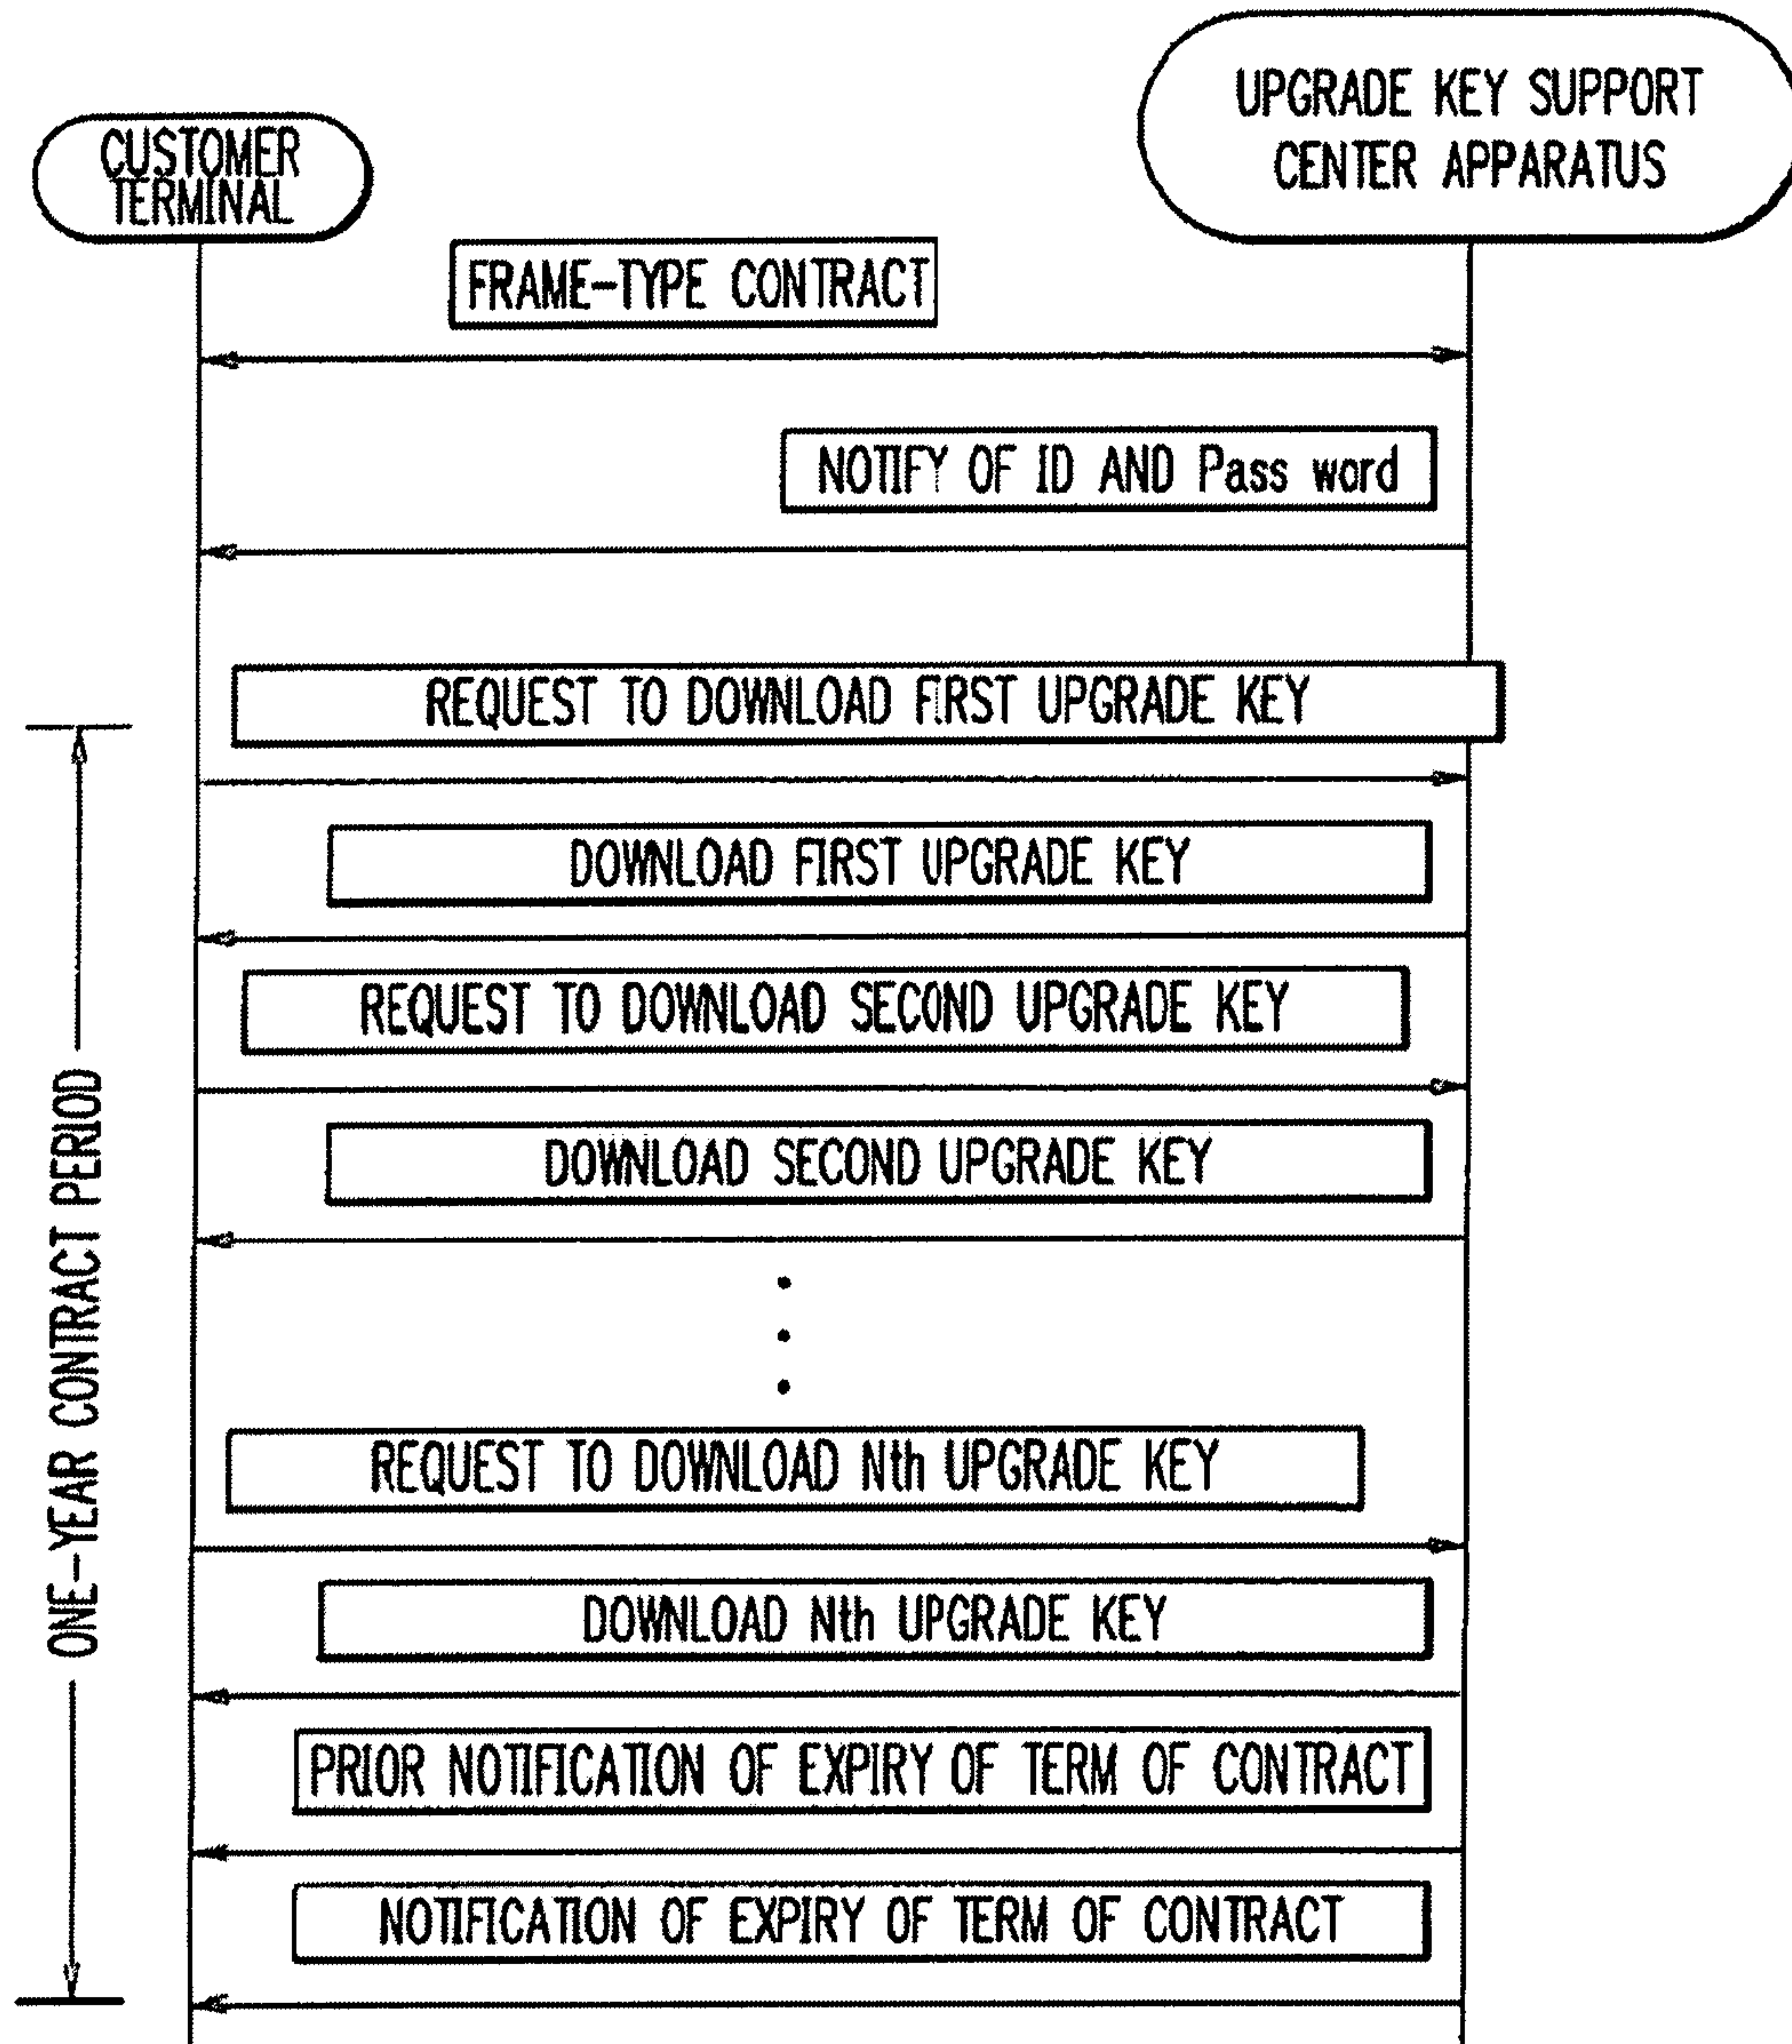 CUSTOMER
TERMINAL
UPGRADE KEY SUPPORT
CENTER APPARATUS
FRAME-TYPE CONTRACT
NOTIFY OF ID AND Pass word
REQUEST TO DOWNLOAD FIRST UPGRADE KEY
DOWNLOAD FIRST UPGRADE KEY
REQUEST TO DOWNLOAD SECOND UPGRADE KEY
DOWNLOAD SECOND UPGRADE KEY
REQUEST TO DOWNLOAD Nth UPGRADE KEY
DOWNLOAD Nth UPGRADE KEY
PRIOR NOTIFICATION OF EXPIRY OF TERM OF CONTRACT
NOTIFICATION OF EXPIRY OF TERM OF CONTRACT
ONE-YEAR CONTRACT PERIOD